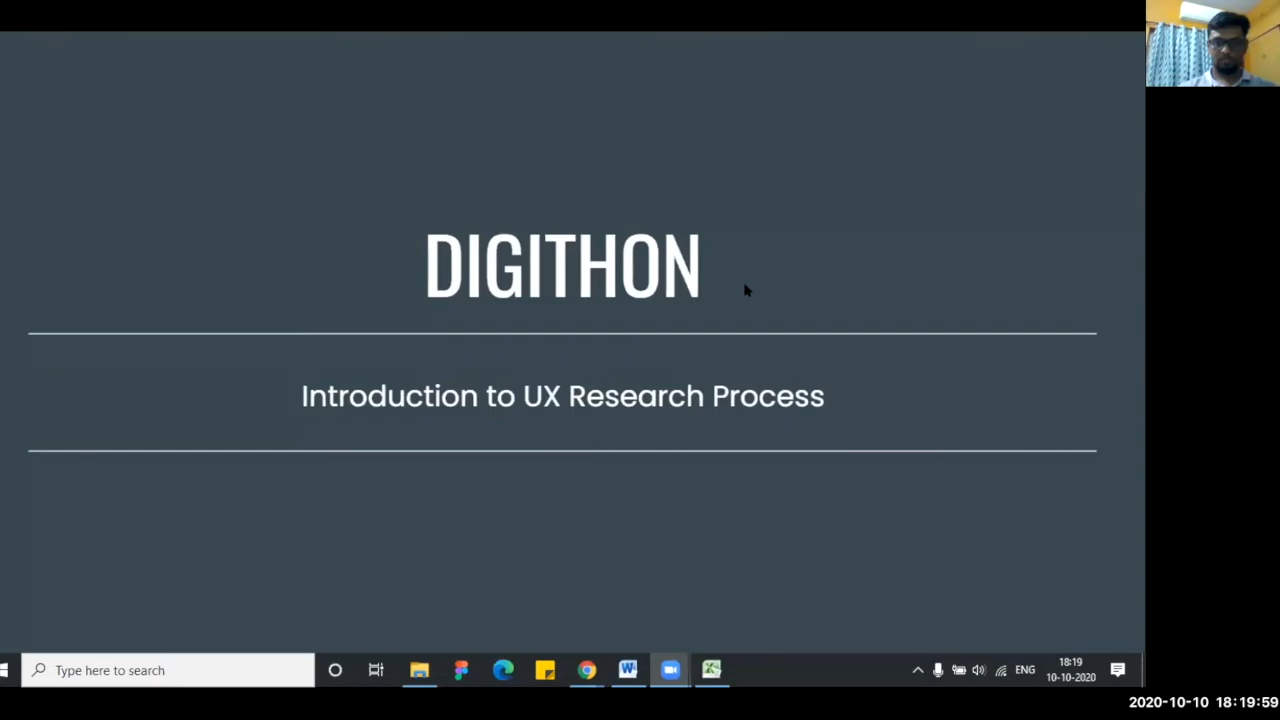 DIGITHON
Introduction to UX Research Process
Type here to search
ENG
18:19
10-10-2020
2020-10-10 18:19:59